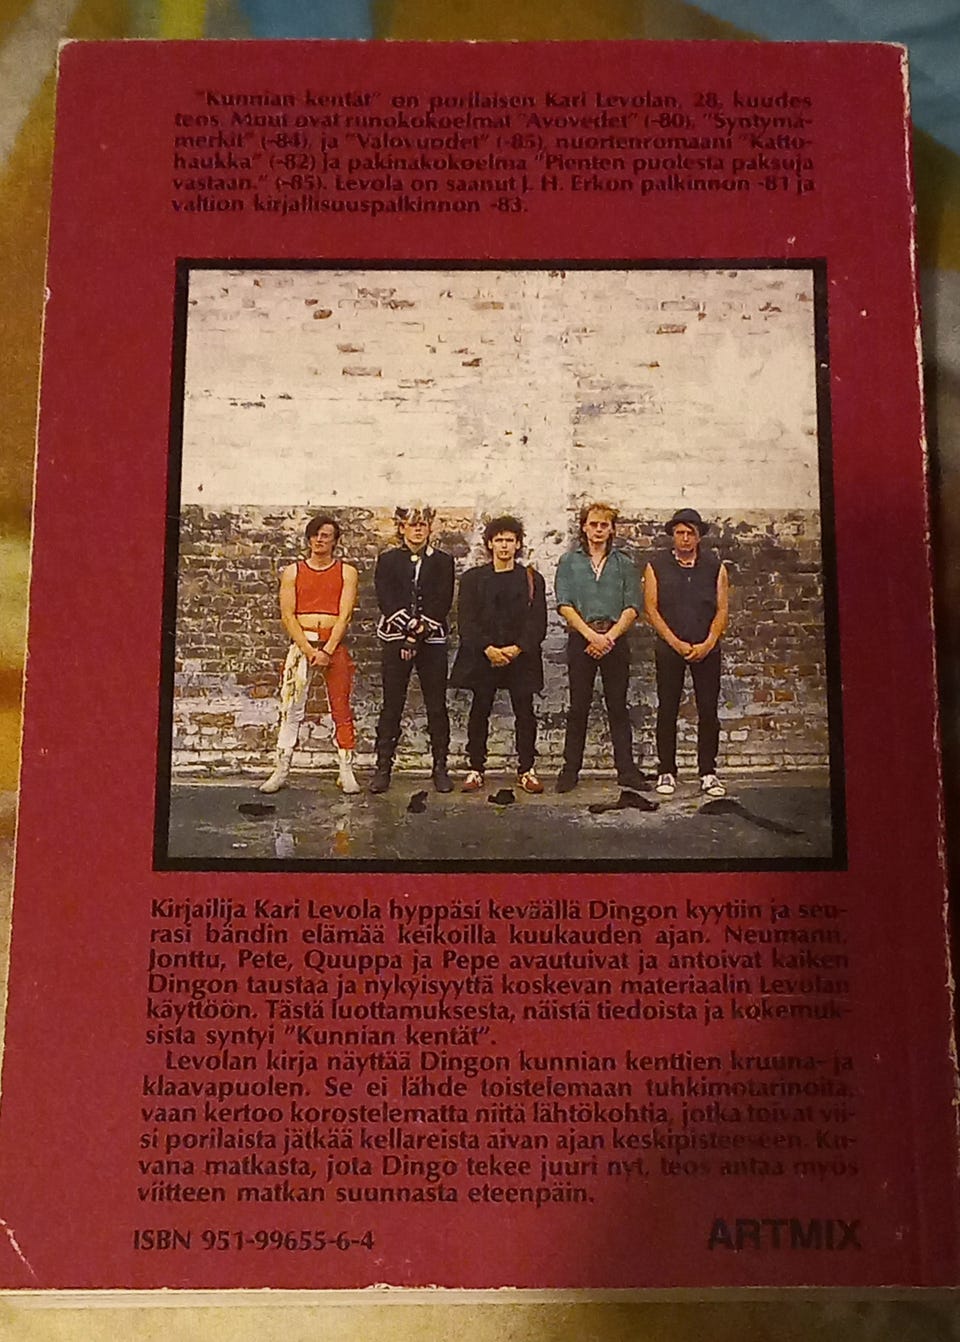 "Kunnian kentät" on porilaisen Kari Levolan, 28, kuudes
teos. Muut ovat runokokoelmat "Avovedet" (-80), "Syntymä-
merkit" (-84), ja "Valovuodet" (-85), nuortenromaani "Katto-
haukka" (-82) ja pakinakokoelma "Pienten puolesta paksuja
vastaan." (-85). Levola on saanut J. H. Erkon palkinnon -81 ja
valtion kirjallisuuspalkinnon -83.
Kirjailija Kari Levola hyppäsi keväällä Dingon kyytiin ja seu-
rasi bändin elämää keikoilla kuukauden ajan. Neumann,
Jonttu, Pete, Quuppa ja Pepe avautuivat ja antoivat kaiken
Dingon taustaa ja nykyisyyttä koskevan materiaalin Levolan
käyttöön. Tästä luottamuksesta, näistä tiedoista ja kokemuk-
sista syntyi "Kunnian kentät".
Levolan kirja näyttää Dingon kunnian kenttien kruuna- ja
klaavapuolen. Se ei lähde toistelemaan tuhkimotarinoita,
vaan kertoo korostelematta niitä lähtökohtia, jotka toivat vii-
si porilaista jätkää kellareista aivan ajan keskipisteeseen. Ku-
vana matkasta, jota Dingo tekee juuri nyt, teos antaa myös
viitteen matkan suunnasta eteenpäin.
ISBN 951-99655-6-4
ARTMIX